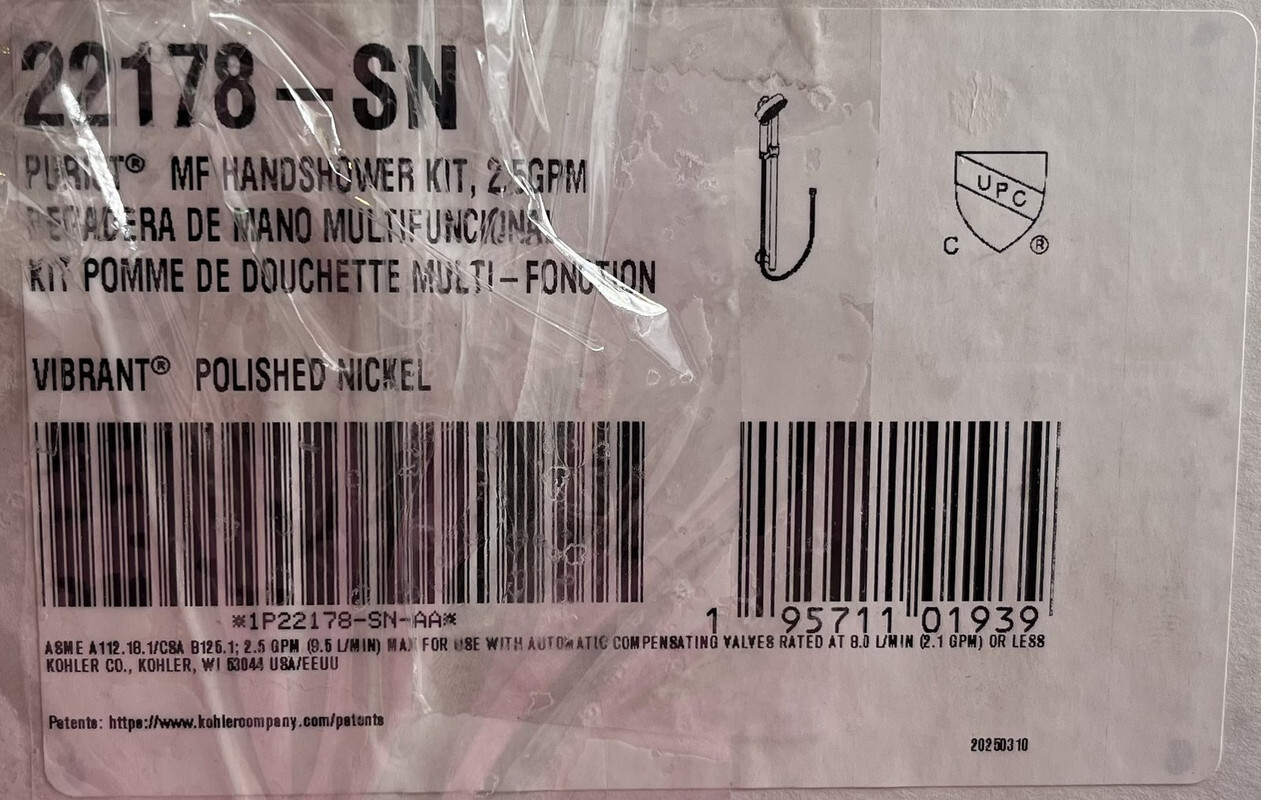 22178-SN
PURIST® MF HANDSHOWER KIT, 2.5GPM
REGADERA DE MANO MULTIFUNCIONAL
KIT POMME DE DOUCHETTE MULTI-FONCTION
UPC
C ®
VIBRANT® POLISHED NICKEL
*1P22178-SN-AA*
1 95711 01939
ASME A112.18.1/CSA B125.1; 2.5 GPM (9.5 L/MIN) MAX FOR USE WITH AUTOMATIC COMPENSATING VALVES RATED AT 8.0 L/MIN (2.1 GPM) OR LESS
KOHLER CO., KOHLER, WI 53044 USA/EEUU
Patents: https://www.kohlercompany.com/patents
20250310